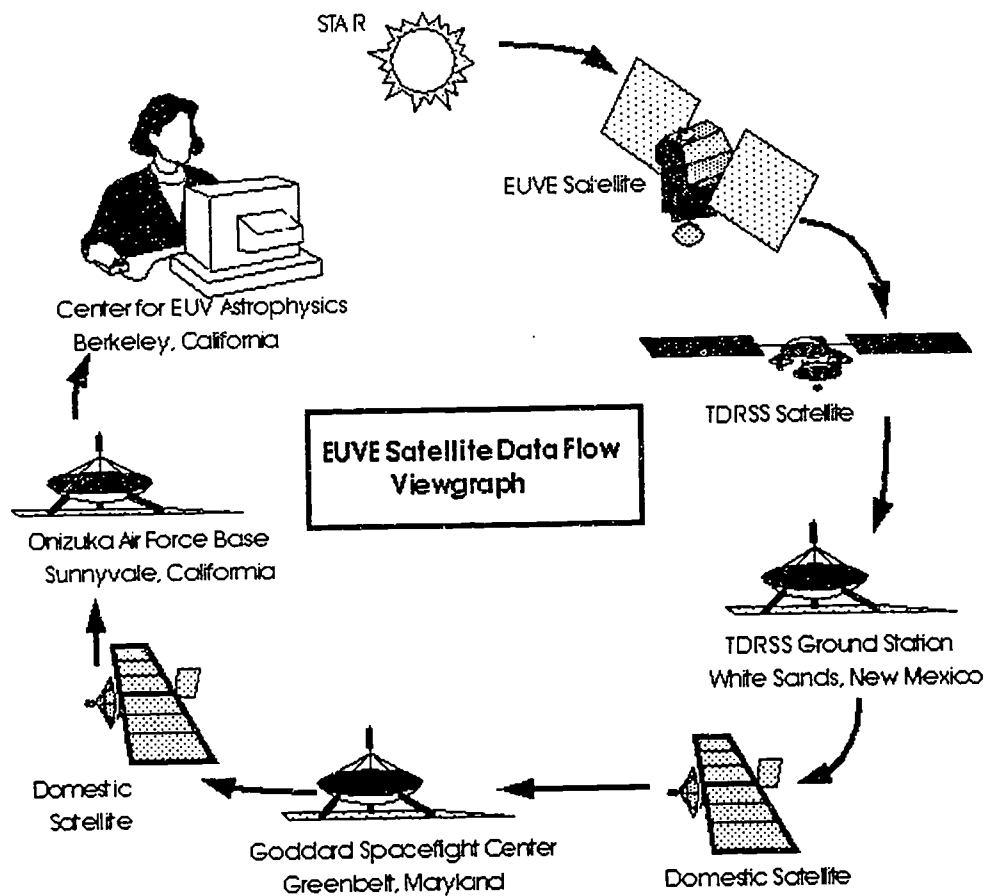 STAR
EUVE Satellite
Center for EUV Astrophysics
Berkeley, California
TDRSS Satellite
EUVE Satellite Data Flow
Viewgraph
Onizuka Air Force Base
Sunnyvale, California
TDRSS Ground Station
White Sands, New Mexico
Domestic
Satellite
Goddard Spaceflight Center
Greenbelt, Maryland
Domestic Satellite